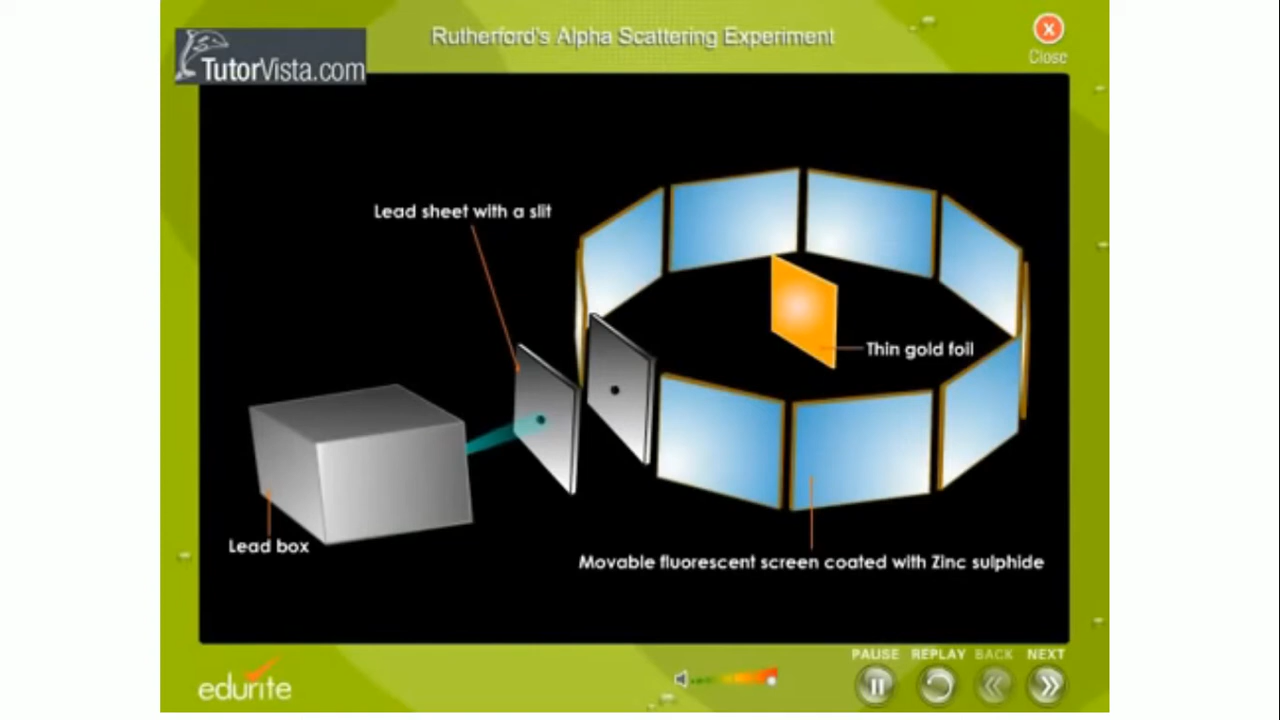 Rutherford's Alpha Scattering Experiment
Close
TutorVista.com
Lead sheet with a slit
Thin gold foil
Lead box
Movable fluorescent screen coated with Zinc sulphide
PAUSE REPLAY BACK NEXT
edurite